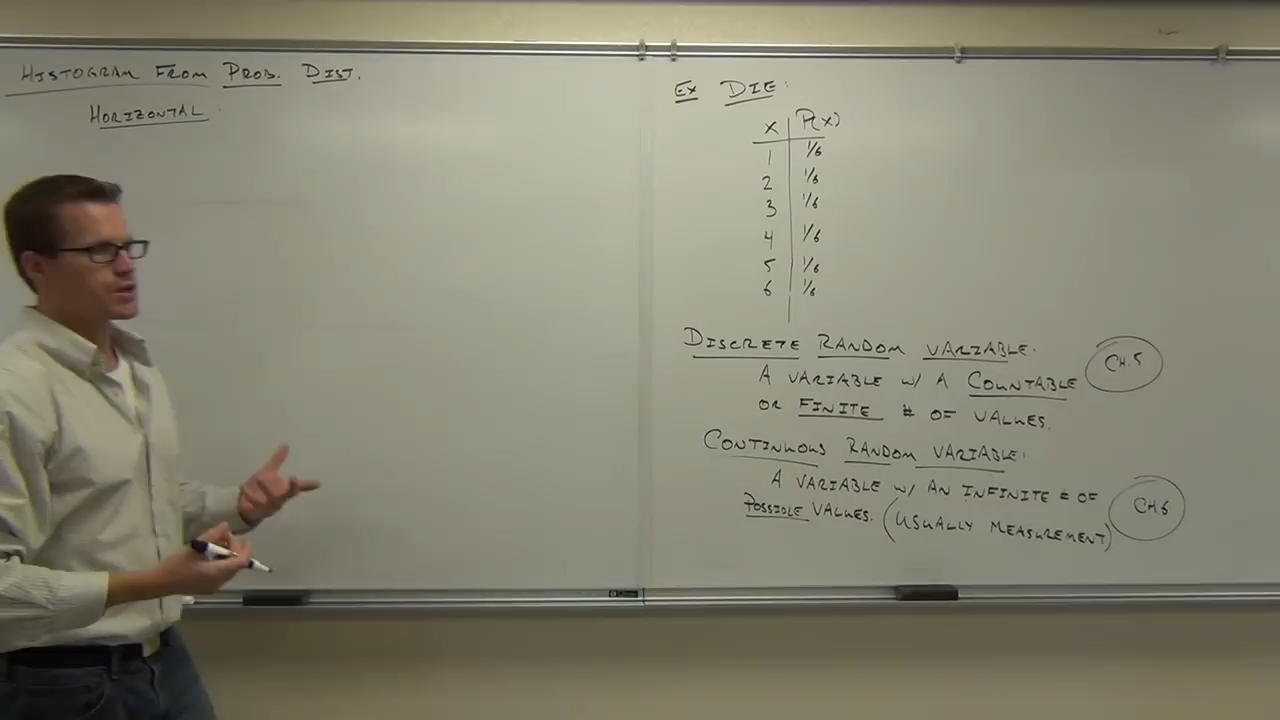 HISTOGRAM FROM PROB. DIST.
HORIZONTAL:
EX DIE:
X P(X)
1 1/6
2 1/6
3 1/6
4 1/6
5 1/6
6 1/6
DISCRETE RANDOM VARIABLE:
A VARIABLE W/ A COUNTABLE
OR FINITE # OF VALUES.
CH.5
CONTINUOUS RANDOM VARIABLE:
A VARIABLE W/ AN INFINITE # OF
POSSIBLE VALUES. (USUALLY MEASUREMENT)
CH6